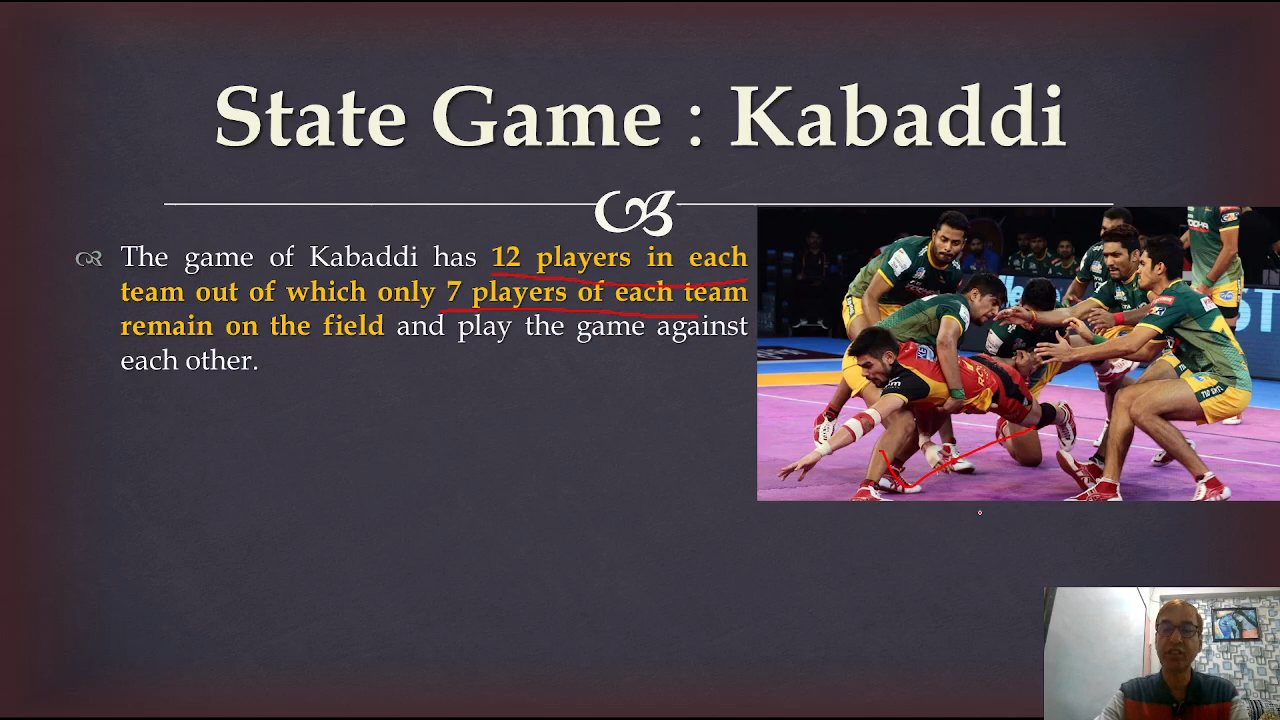 State Game : Kabaddi
The game of Kabaddi has 12 players in each
team out of which only 7 players of each team
remain on the field and play the game against
each other.